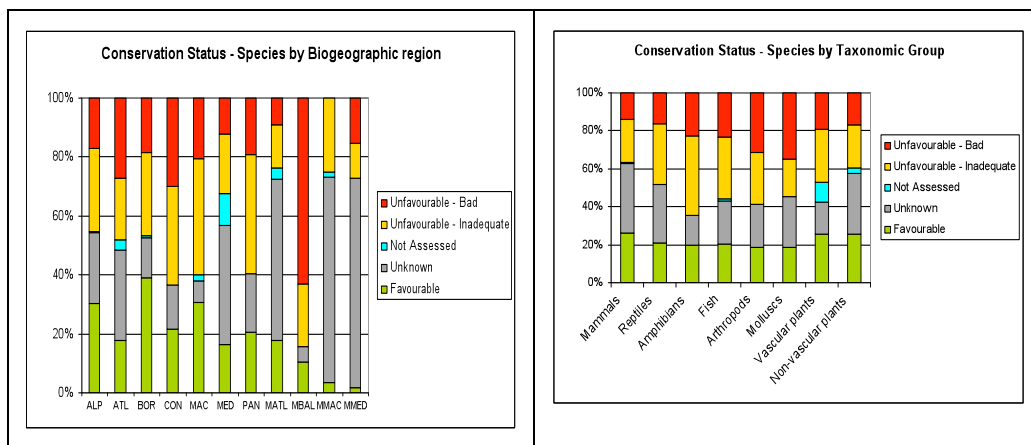 Conservation Status - Species by Biogeographic region
100%
80%
60%
40%
20%
0%
ALP ATL BOR CON MAC MED PAN MATL MBAL MMAC MMED
Unfavourable - Bad
Unfavourable - Inadequate
Not Assessed
Unknown
Favourable
Conservation Status - Species by Taxonomic Group
100%
80%
60%
40%
20%
0%
Mammals
Reptiles
Amphibians
Fish
Arthropods
Molluscs
Vascular plants
Non-vascular plants
Unfavourable - Bad
Unfavourable - Inadequate
Not Assessed
Unknown
Favourable